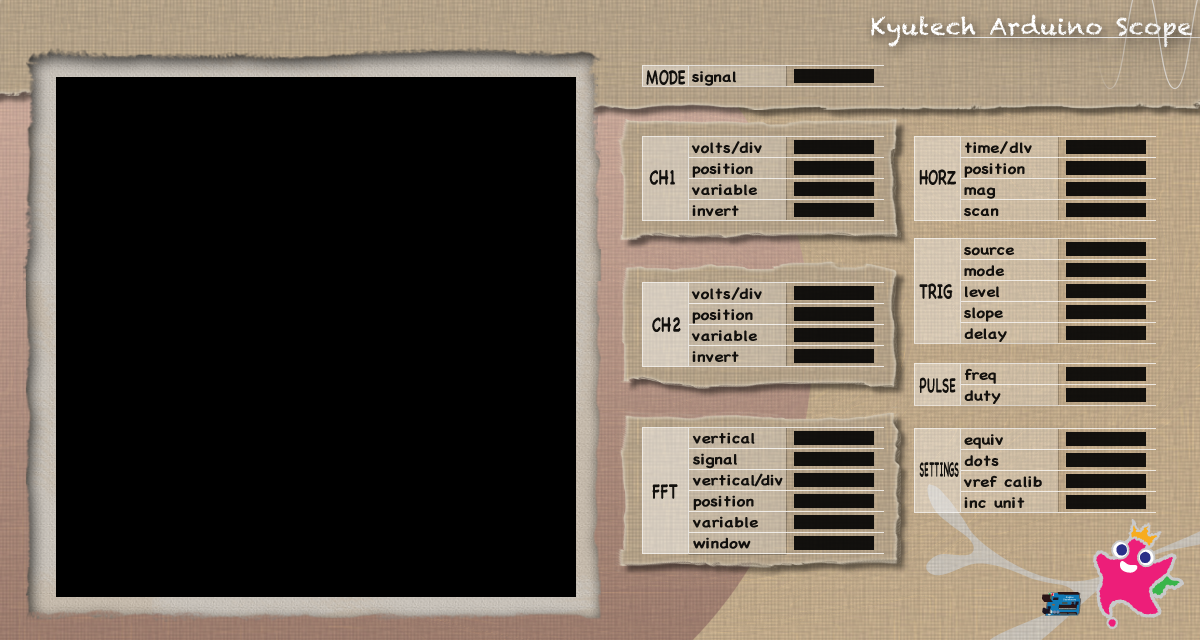 Kyutech Arduino Scope
MODE signal
CH1
volts/div
position
variable
invert
CH2
volts/div
position
variable
invert
FFT
vertical
signal
vertical/div
position
variable
window
HORZ
time/dlv
position
mag
scan
TRIG
source
mode
level
slope
delay
PULSE
freq
duty
SETTINGS
equiv
dots
vref calib
inc unit